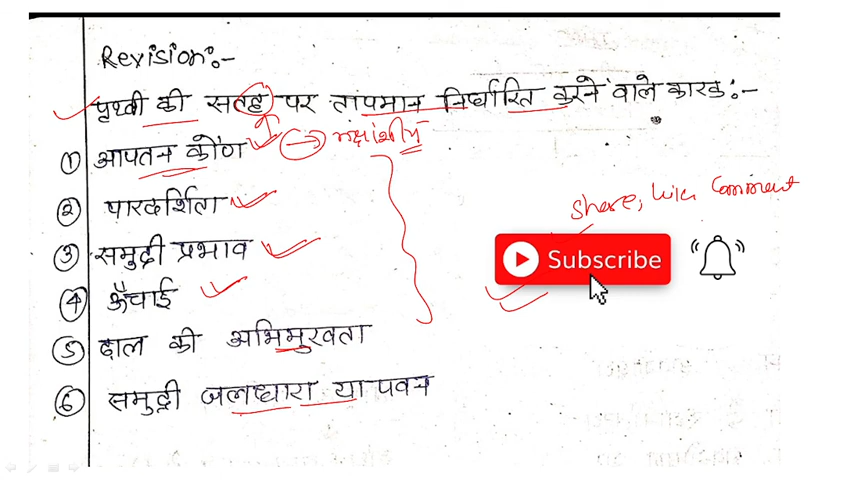 Revision:-
पृथ्वी की सतह पर तापमान निर्धारित करने वाले कारक:-
① आपतन कोण
② पारदर्शिता
share, like comment
③ समुद्री प्रभाव
Subscribe
④ ऊँचाई
⑤ ढाल की अभिमुखता
⑥ समुद्री जलधारा या पवन